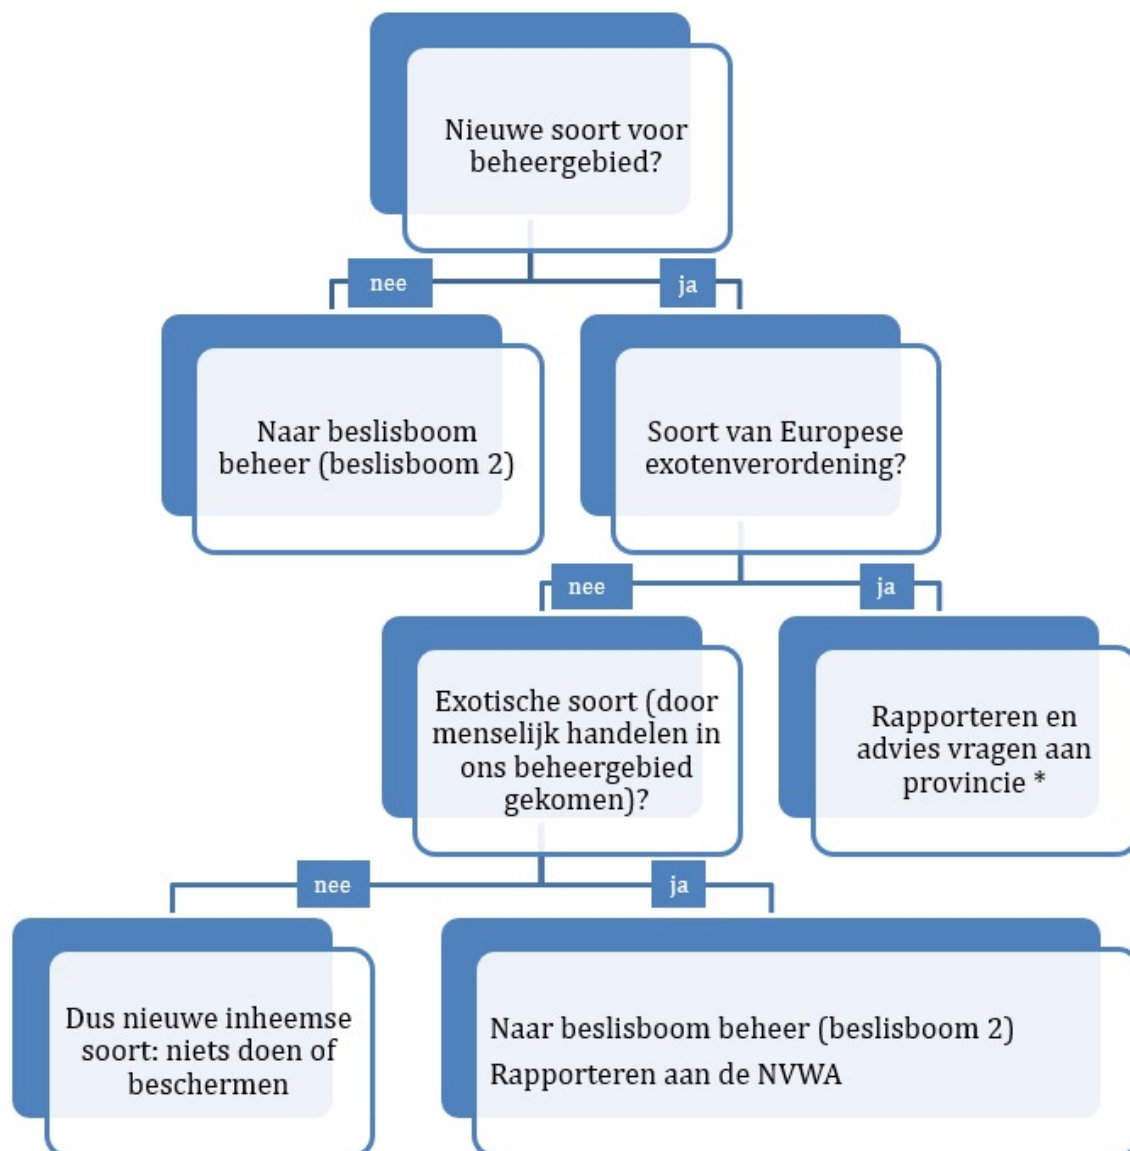 Nieuwe soort voor
beheergebied?
nee
ja
Naar beslisboom
beheer (beslisboom 2)
Soort van Europese
exotenverordening?
nee
ja
Exotische soort (door
menselijk handelen in
ons beheergebied
gekomen)?
Rapporteren en
advies vragen aan
provincie *
nee
ja
Dus nieuwe inheemse
soort: niets doen of
beschermen
Naar beslisboom beheer (beslisboom 2)
Rapporteren aan de NVWA